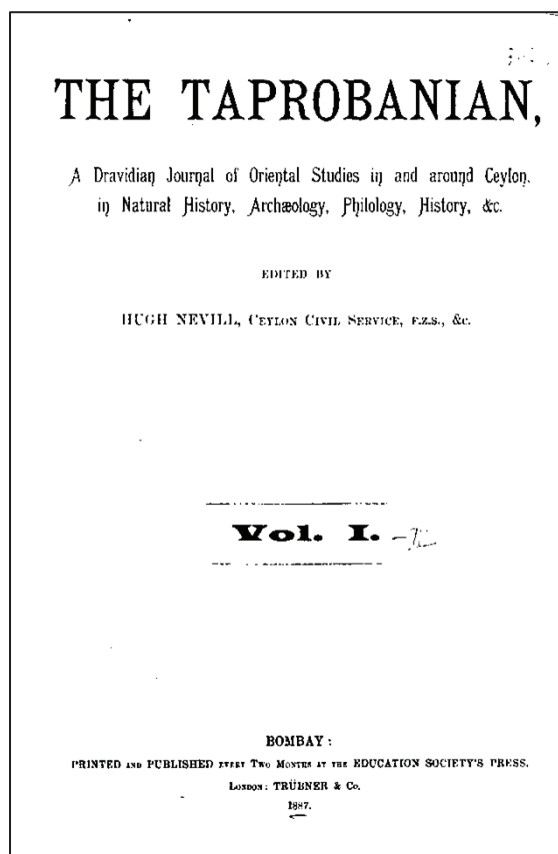 THE TAPROBANIAN,
A Dravidian Journal of Oriental Studies in and around Ceylon,
in Natural History, Archæology, Philology, History, &c.
EDITED BY
HUGH NEVILL, CEYLON CIVIL SERVICE, F.Z.S., &c.
Vol. I.
BOMBAY:
PRINTED AND PUBLISHED EVERY TWO MONTHS AT THE EDUCATION SOCIETY'S PRESS.
LONDON: TRÜBNER & Co.
1887.